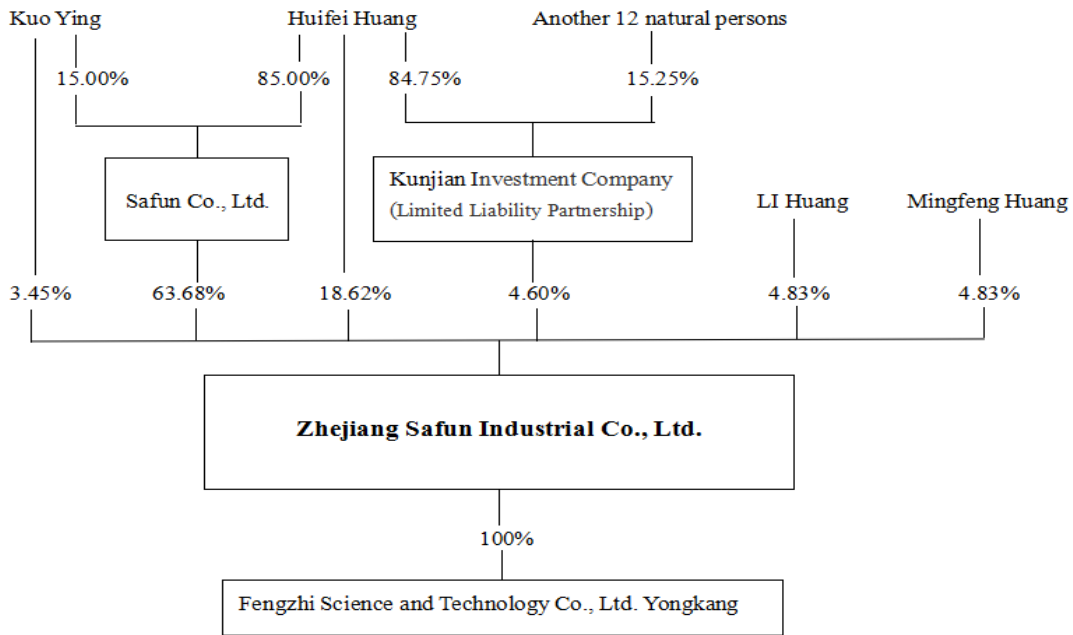 Kuo Ying
Huifei Huang
Another 12 natural persons
15.00%
85.00%
84.75%
15.25%
Safun Co., Ltd.
Kunjian Investment Company
(Limited Liability Partnership)
LI Huang
Mingfeng Huang
3.45%
63.68%
18.62%
4.60%
4.83%
4.83%
Zhejiang Safun Industrial Co., Ltd.
100%
Fengzhi Science and Technology Co., Ltd. Yongkang